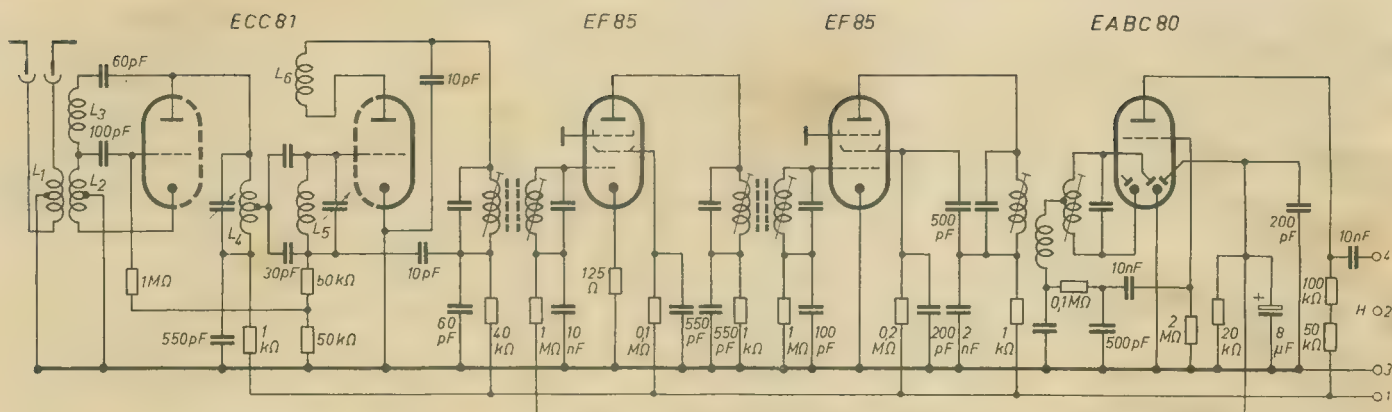 ECC81
EF85
EF85
EABC80
60pF
10pF
L6
L3
100pF
L1
L2
L4
L5
30pF
1MΩ
50kΩ
10pF
550pF
1
kΩ
50kΩ
60
pF
40
kΩ
1
MΩ
10
nF
125
Ω
0,1
MΩ
550
pF
550
pF
1
kΩ
1
MΩ
100
pF
0,2
MΩ
200
pF
500
pF
2
nF
1
kΩ
0,1MΩ
10nF
500pF
2
MΩ
20
kΩ
+
8
µF
200
pF
10nF
100
kΩ
50
kΩ
4
H
2
3
1